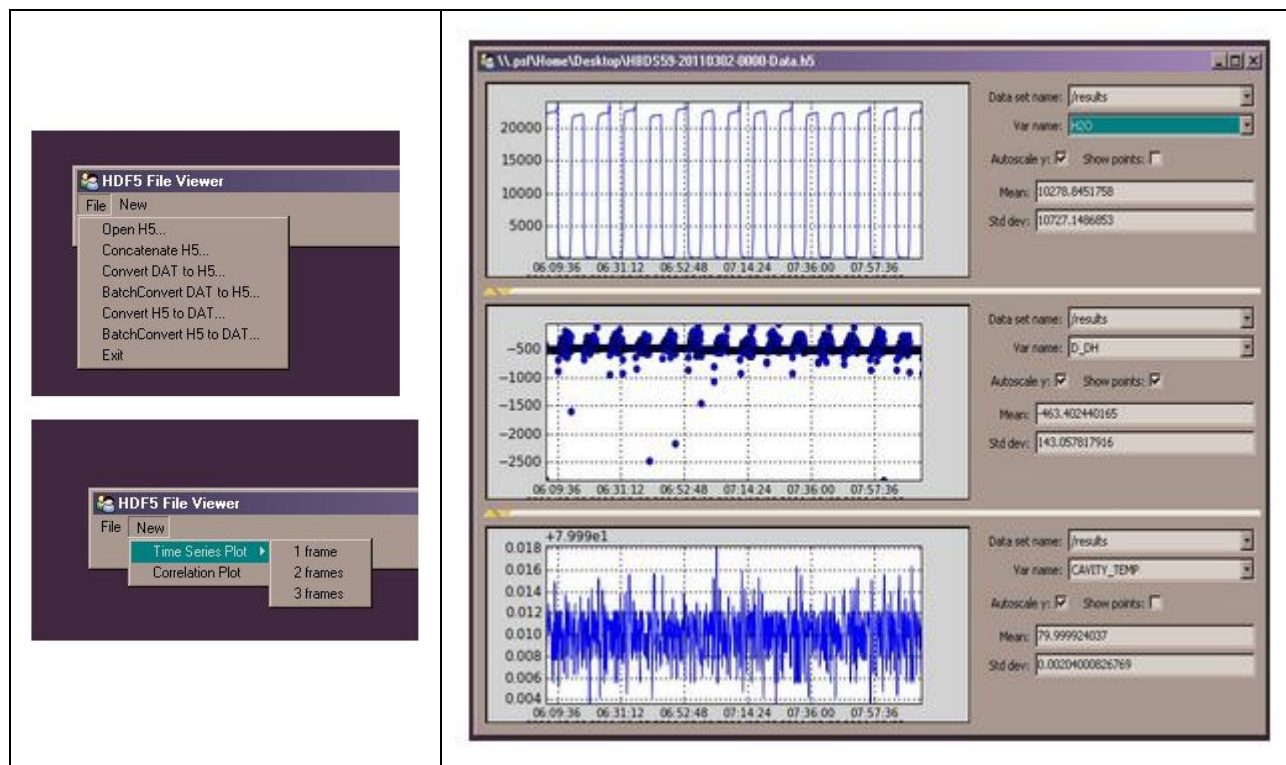 HDF5 File Viewer
File New
Open H5...
Concatenate H5...
Convert DAT to H5...
BatchConvert DAT to H5...
Convert H5 to DAT...
BatchConvert H5 to DAT...
Exit
HDF5 File Viewer
File New
Time Series Plot 1 frame
Correlation Plot 2 frames
3 frames
\\.psf\Home\Desktop\HBDS59-20110302-0000-Data.h5
20000
15000
10000
5000
06:09:36 06:31:12 06:52:48 07:14:24 07:36:00 07:57:36
Data set name: /results
Var name: H2O
Autoscale y: Show points:
Mean: 10278.8451758
Std dev: 10727.1486853
-500
-1000
-1500
-2000
-2500
06:09:36 06:31:12 06:52:48 07:14:24 07:36:00 07:57:36
Data set name: /results
Var name: D_DH
Autoscale y: Show points:
Mean: -463.402440165
Std dev: 143.057817916
+7.999e1
0.018
0.016
0.014
0.012
0.010
0.008
0.006
0.004
06:09:36 06:31:12 06:52:48 07:14:24 07:36:00 07:57:36
Data set name: /results
Var name: CAVITY_TEMP
Autoscale y: Show points:
Mean: 79.999924037
Std dev: 0.00204000826769